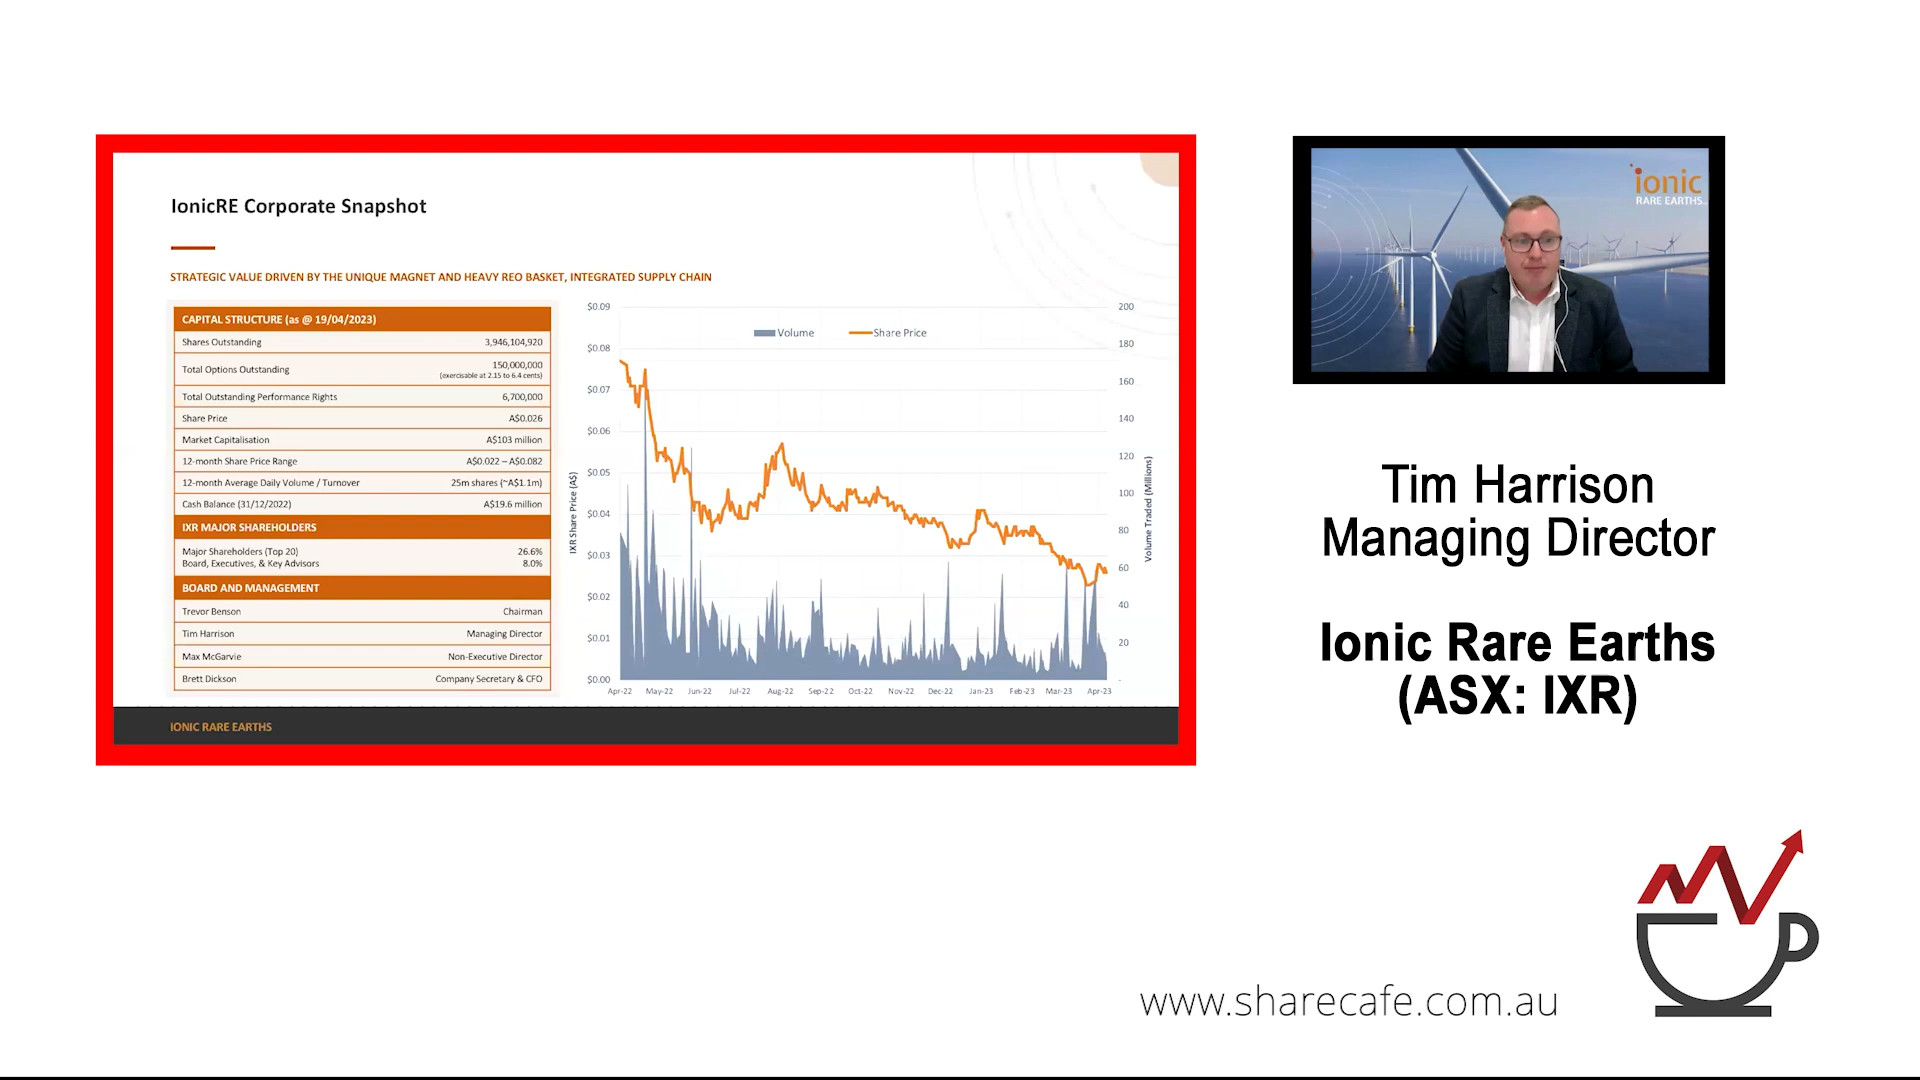 IonicRE Corporate Snapshot
STRATEGIC VALUE DRIVEN BY THE UNIQUE MAGNET AND HEAVY REO BASKET, INTEGRATED SUPPLY CHAIN
CAPITAL STRUCTURE (as @ 19/04/2023)
Shares Outstanding 3,946,104,920
Total Options Outstanding 150,000,000
(exercisable at 2.15 to 6.4 cents)
Total Outstanding Performance Rights 6,700,000
Share Price A$0.026
Market Capitalisation A$103 million
12-month Share Price Range A$0.022 – A$0.082
12-month Average Daily Volume / Turnover 25m shares (~A$1.1m)
Cash Balance (31/12/2022) A$19.6 million
IXR MAJOR SHAREHOLDERS
Major Shareholders (Top 20) 26.6%
Board, Executives, & Key Advisors 8.0%
BOARD AND MANAGEMENT
Trevor Benson Chairman
Tim Harrison Managing Director
Max McGarvie Non-Executive Director
Brett Dickson Company Secretary & CFO
Volume Share Price
IXR Share Price (A$)
$0.09
$0.08
$0.07
$0.06
$0.05
$0.04
$0.03
$0.02
$0.01
$0.00
Apr-22 May-22 Jun-22 Jul-22 Aug-22 Sep-22 Oct-22 Nov-22 Dec-22 Jan-23 Feb-23 Mar-23 Apr-23
200
180
160
140
120
100
80
60
40
20
-
Volume Traded (Millions)
IONIC RARE EARTHS
ionic
RARE EARTHS
Tim Harrison
Managing Director
Ionic Rare Earths
(ASX: IXR)
www.sharecafe.com.au